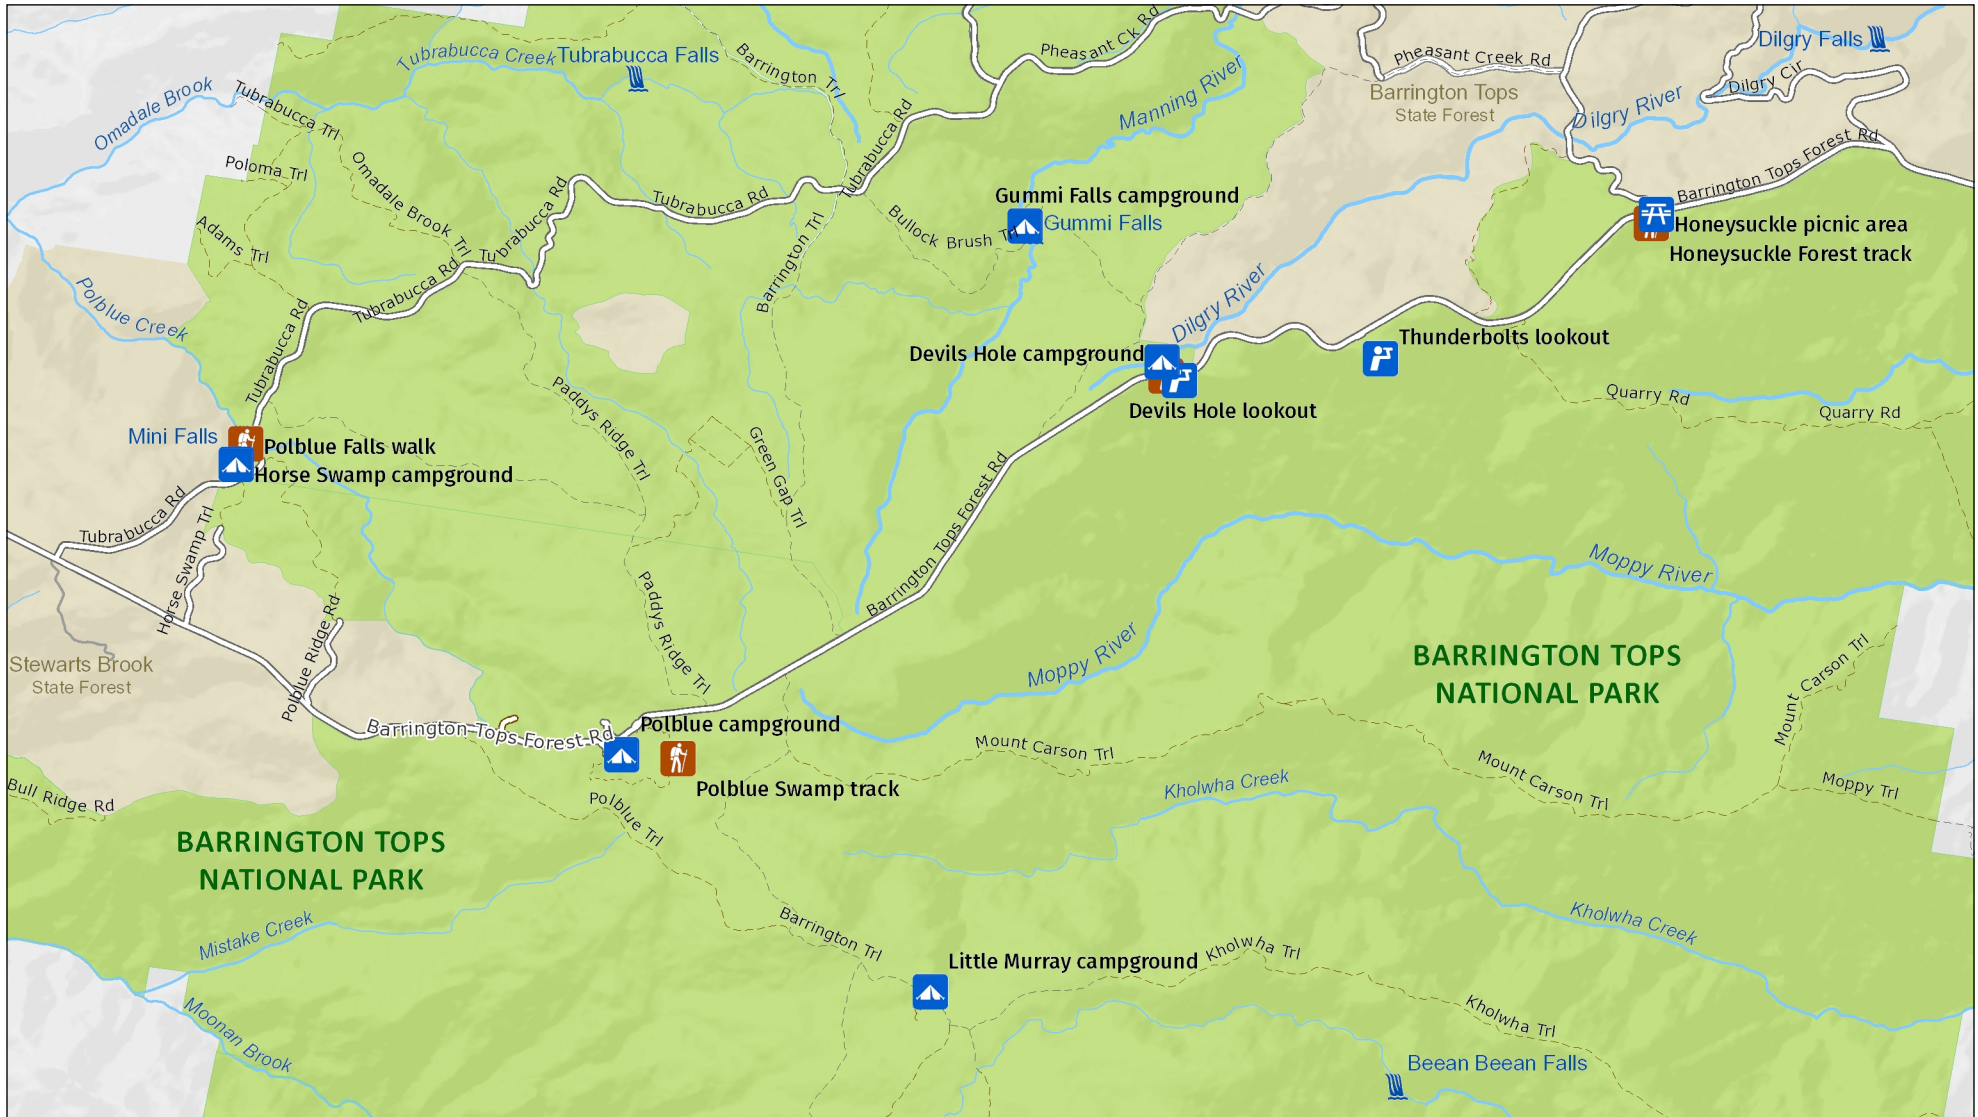 Tubrabucca Creek
Tubrabucca Falls
Barrington Trl
Pheasant Ck Rd
Manning River
Pheasant Creek Rd
Barrington Tops
State Forest
Dilgry Falls
Dilgry Cir
Dilgry River
Omadale Brook
Tubrabucca Trl
Poloma Trl
Omadale Brook Trl
Adams Trl
Tubrabucca Rd
Tubrabucca Rd
Tubrabucca Rd
Barrington Trl
Bullock Brush Trl
Gummi Falls campground
Gummi Falls
Barrington Tops Forest Rd
Honeysuckle picnic area
Honeysuckle Forest track
Polblue Creek
Tubrabucca Rd
Tubrabucca Rd
Dilgry River
Devils Hole campground
Devils Hole lookout
Thunderbolts lookout
Quarry Rd
Quarry Rd
Paddys Ridge Trl
Green Gap Trl
Mini Falls
Polblue Falls walk
Horse Swamp campground
Tubrabucca Rd
Horse Swamp Trl
Barrington Tops Forest Rd
Moppy River
Paddys Ridge Trl
Polblue Ridge Rd
Stewarts Brook
State Forest
Moppy River
BARRINGTON TOPS
NATIONAL PARK
Mount Carson Trl
Barrington Tops Forest Rd
Polblue campground
Polblue Swamp track
Mount Carson Trl
Mount Carson Trl
Moppy Trl
Kholwha Creek
Bull Ridge Rd
Polblue Trl
BARRINGTON TOPS
NATIONAL PARK
Mistake Creek
Barrington Trl
Kholwha Creek
Little Murray campground
Kholwha Trl
Kholwha Trl
Moonan Brook
Beean Beean Falls